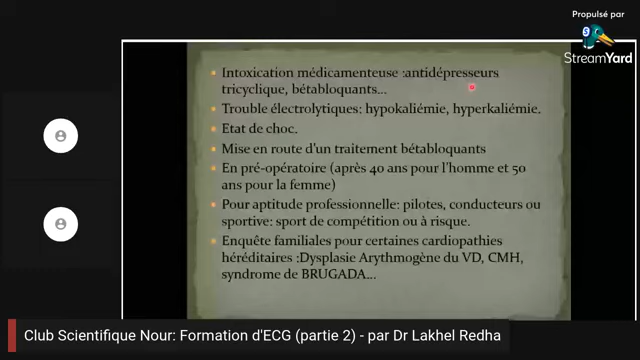 Propulsé par
StreamYard
Intoxication médicamenteuse :antidépresseurs
tricyclique, bétabloquants...
Trouble électrolytiques: hypokaliémie, hyperkaliémie.
Etat de choc.
Mise en route d'un traitement bétabloquants
En pré-opératoire (après 40 ans pour l'homme et 50
ans pour la femme)
Pour aptitude professionnelle: pilotes, conducteurs ou
sportive: sport de compétition ou à risque.
Enquête familiales pour certaines cardiopathies
héréditaires :Dysplasie Arythmogène du VD, CMH,
syndrome de BRUGADA...
Club Scientifique Nour: Formation d'ECG (partie 2) - par Dr Lakhel Redha